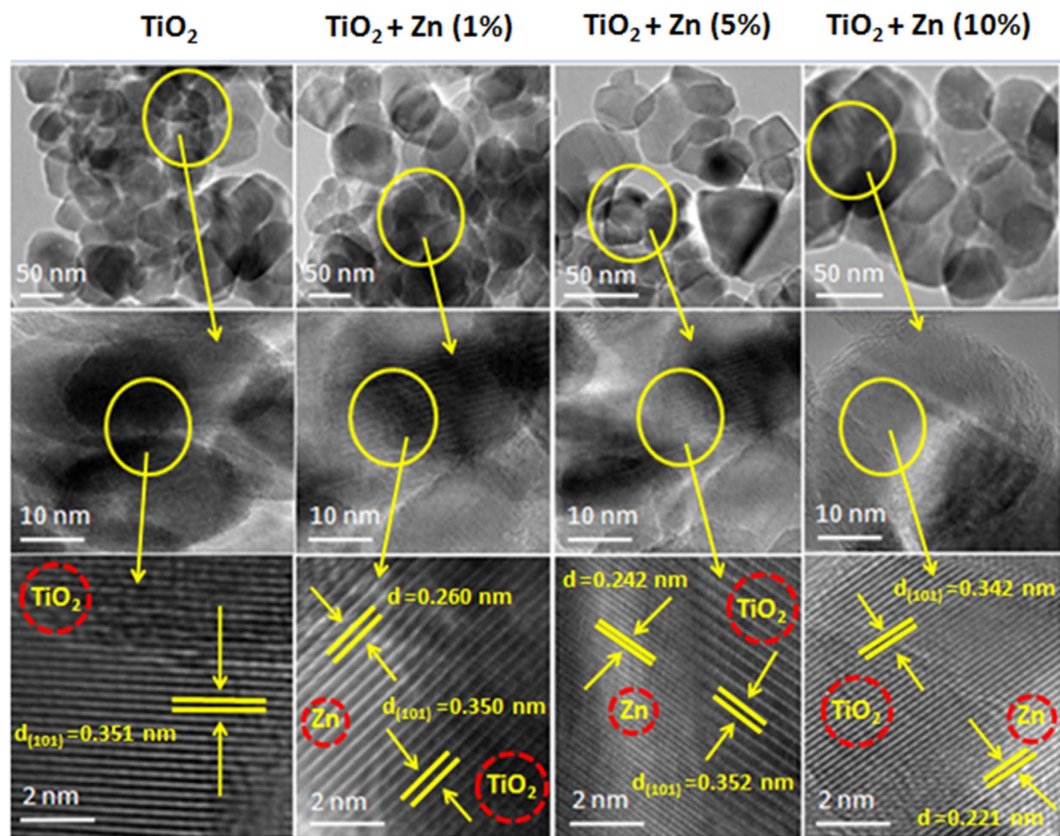 TiO₂
TiO₂ + Zn (1%)
TiO₂ + Zn (5%)
TiO₂ + Zn (10%)
50 nm
50 nm
50 nm
50 nm
10 nm
10 nm
10 nm
10 nm
TiO₂
d₍₁₀₁₎=0.351 nm
2 nm
d=0.260 nm
Zn
d₍₁₀₁₎=0.350 nm
TiO₂
2 nm
d=0.242 nm
TiO₂
Zn
d₍₁₀₁₎=0.352 nm
2 nm
d₍₁₀₁₎=0.342 nm
TiO₂
Zn
2 nm
d=0.221 nm